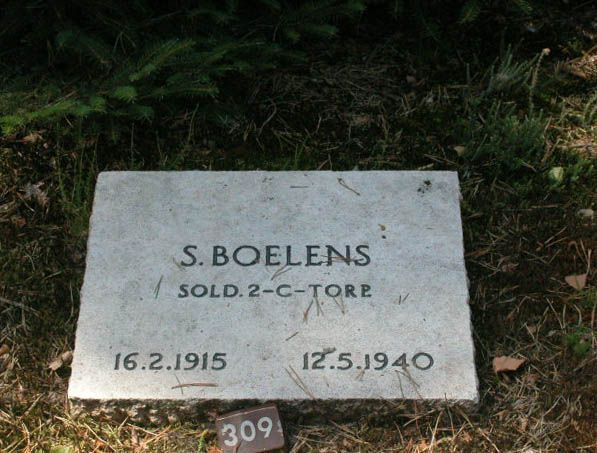 S. BOELENS
SOLD. 2-C-TORP.
16.2.1915 12.5.1940
309